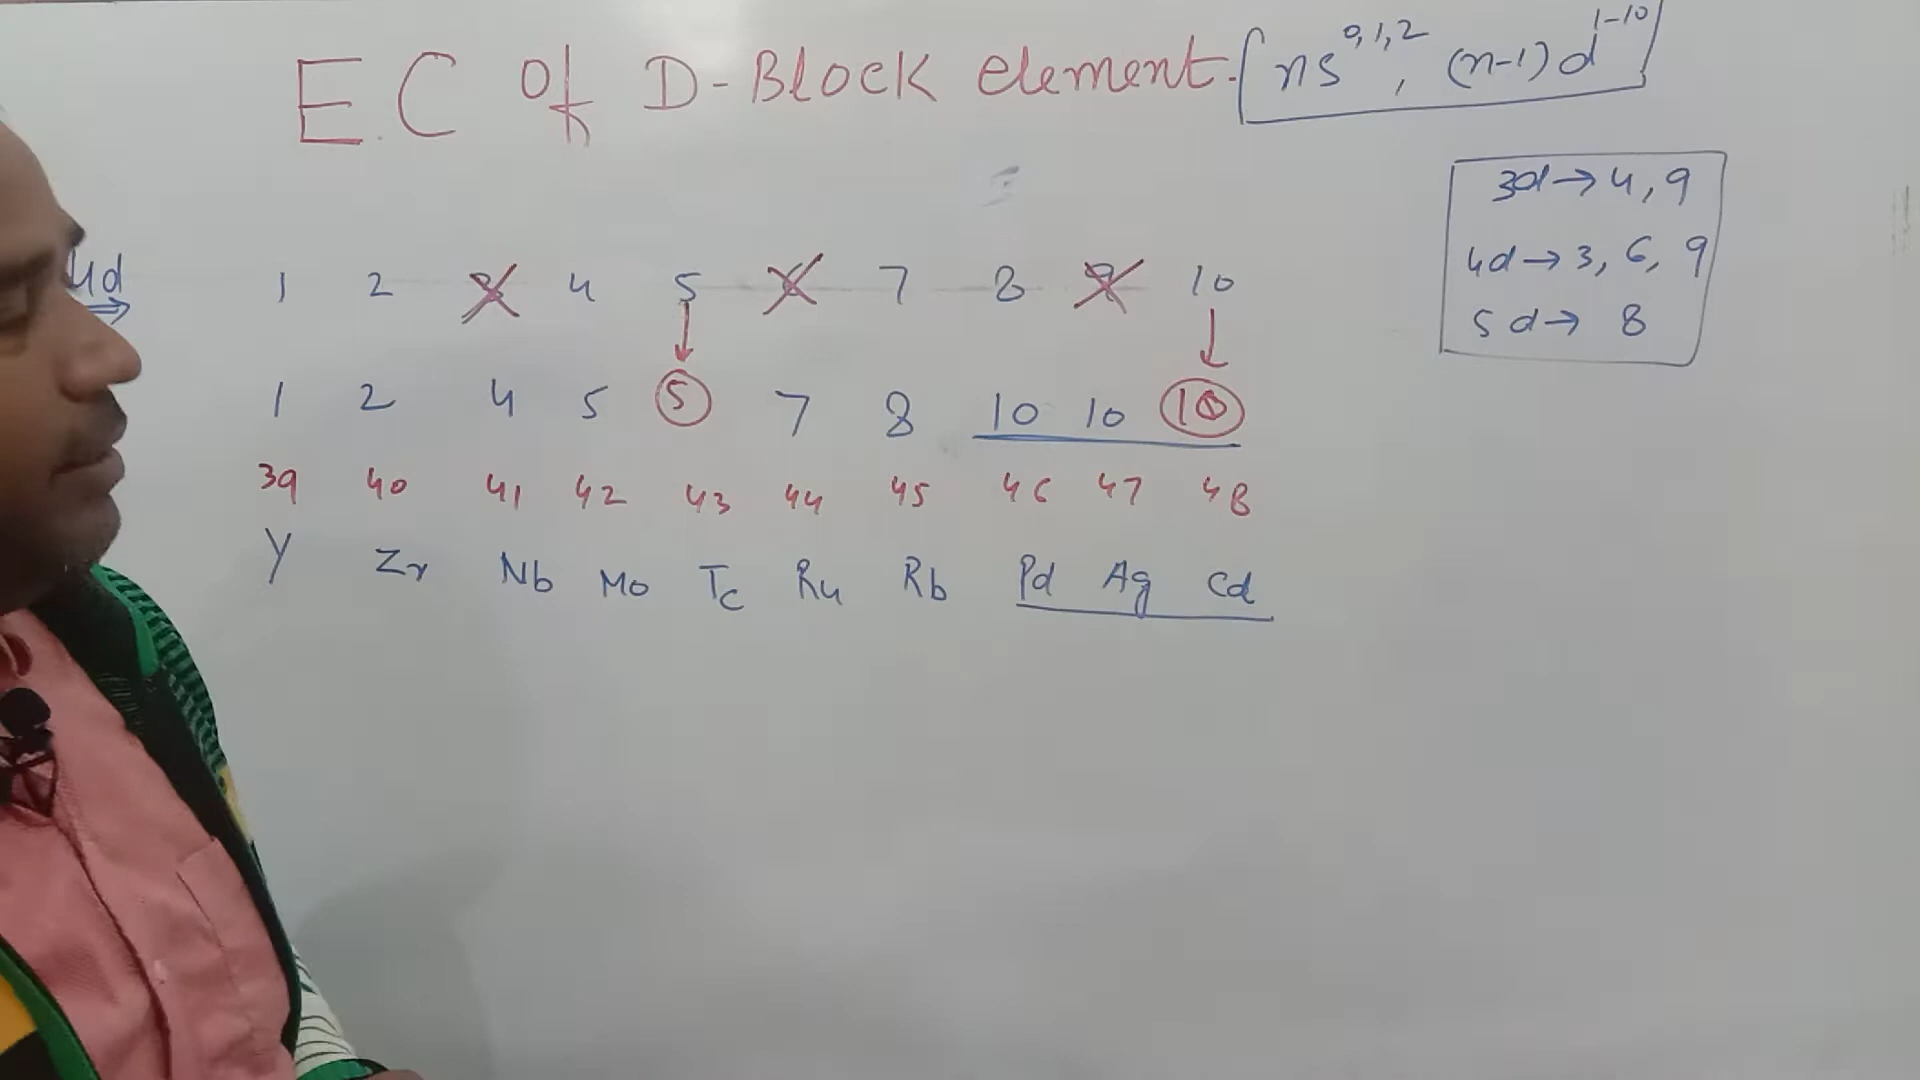 E.C Of D-Block element. [ns^0,1,2, (n-1)d^1-10]
3d→ 4, 9
4d→ 3, 6, 9
5d→ 8
4d 1 2 3 4 5 6 7 8 9 10
1 2 4 5 5 7 8 10 10 10
39 40 41 42 43 44 45 46 47 48
Y Zr Nb Mo Tc Ru Rb Pd Ag Cd